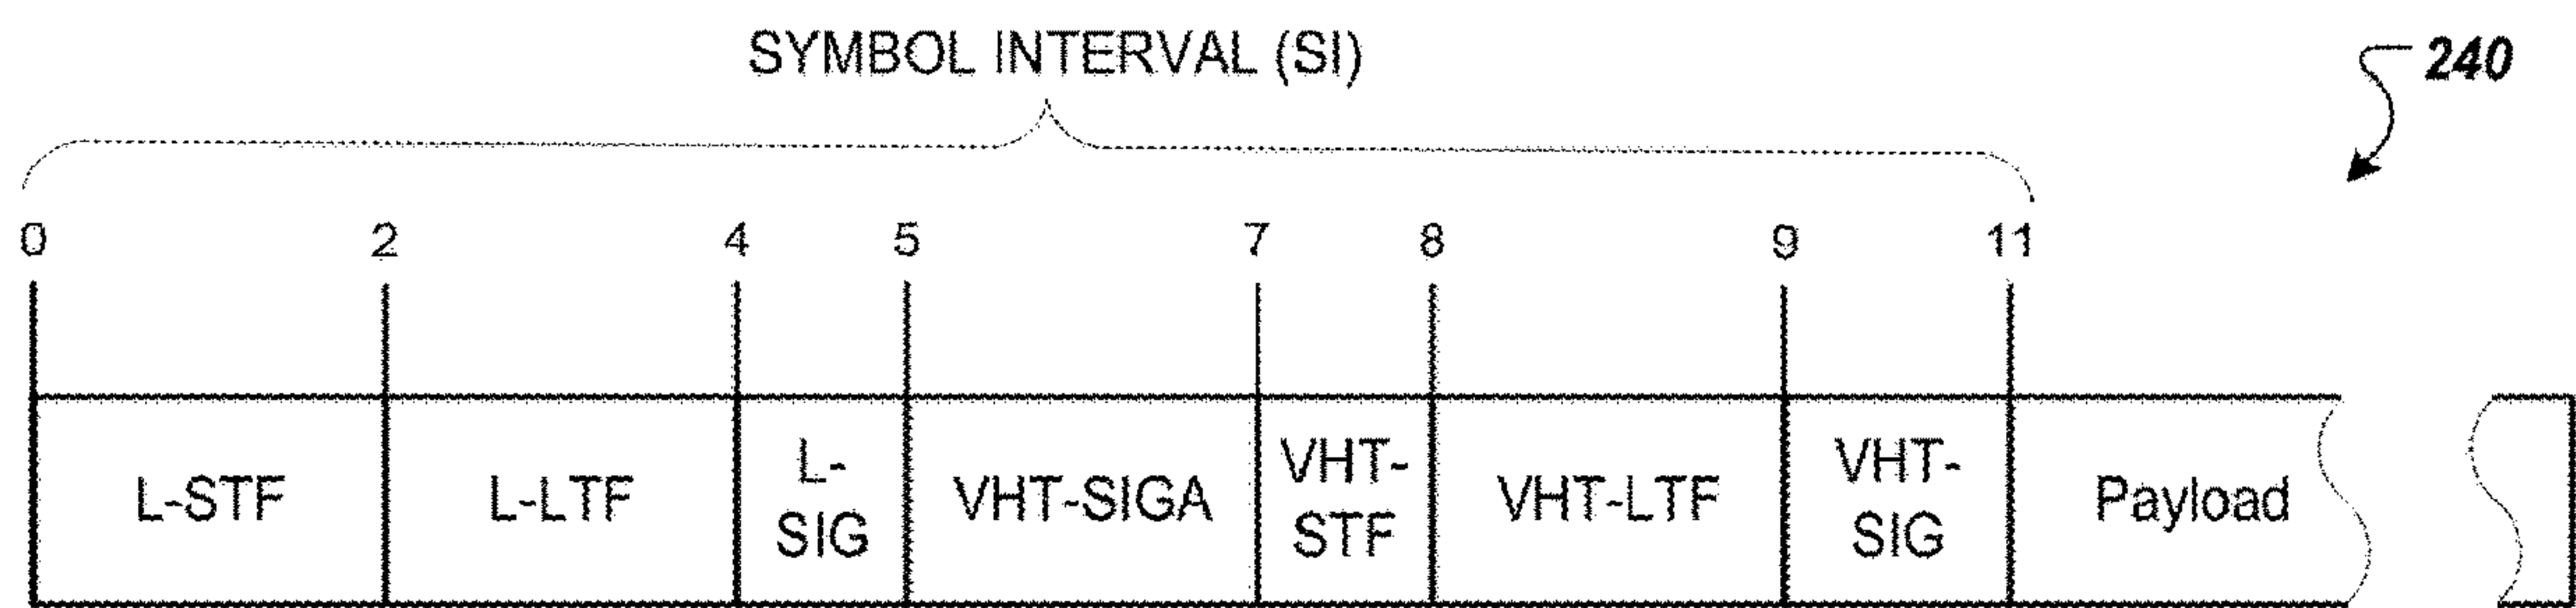 SYMBOL INTERVAL (SI)
240
0 2 4 5 7 8 9 11
L-STF L-LTF L-SIG VHT-SIGA VHT-STF VHT-LTF VHT-SIG Payload